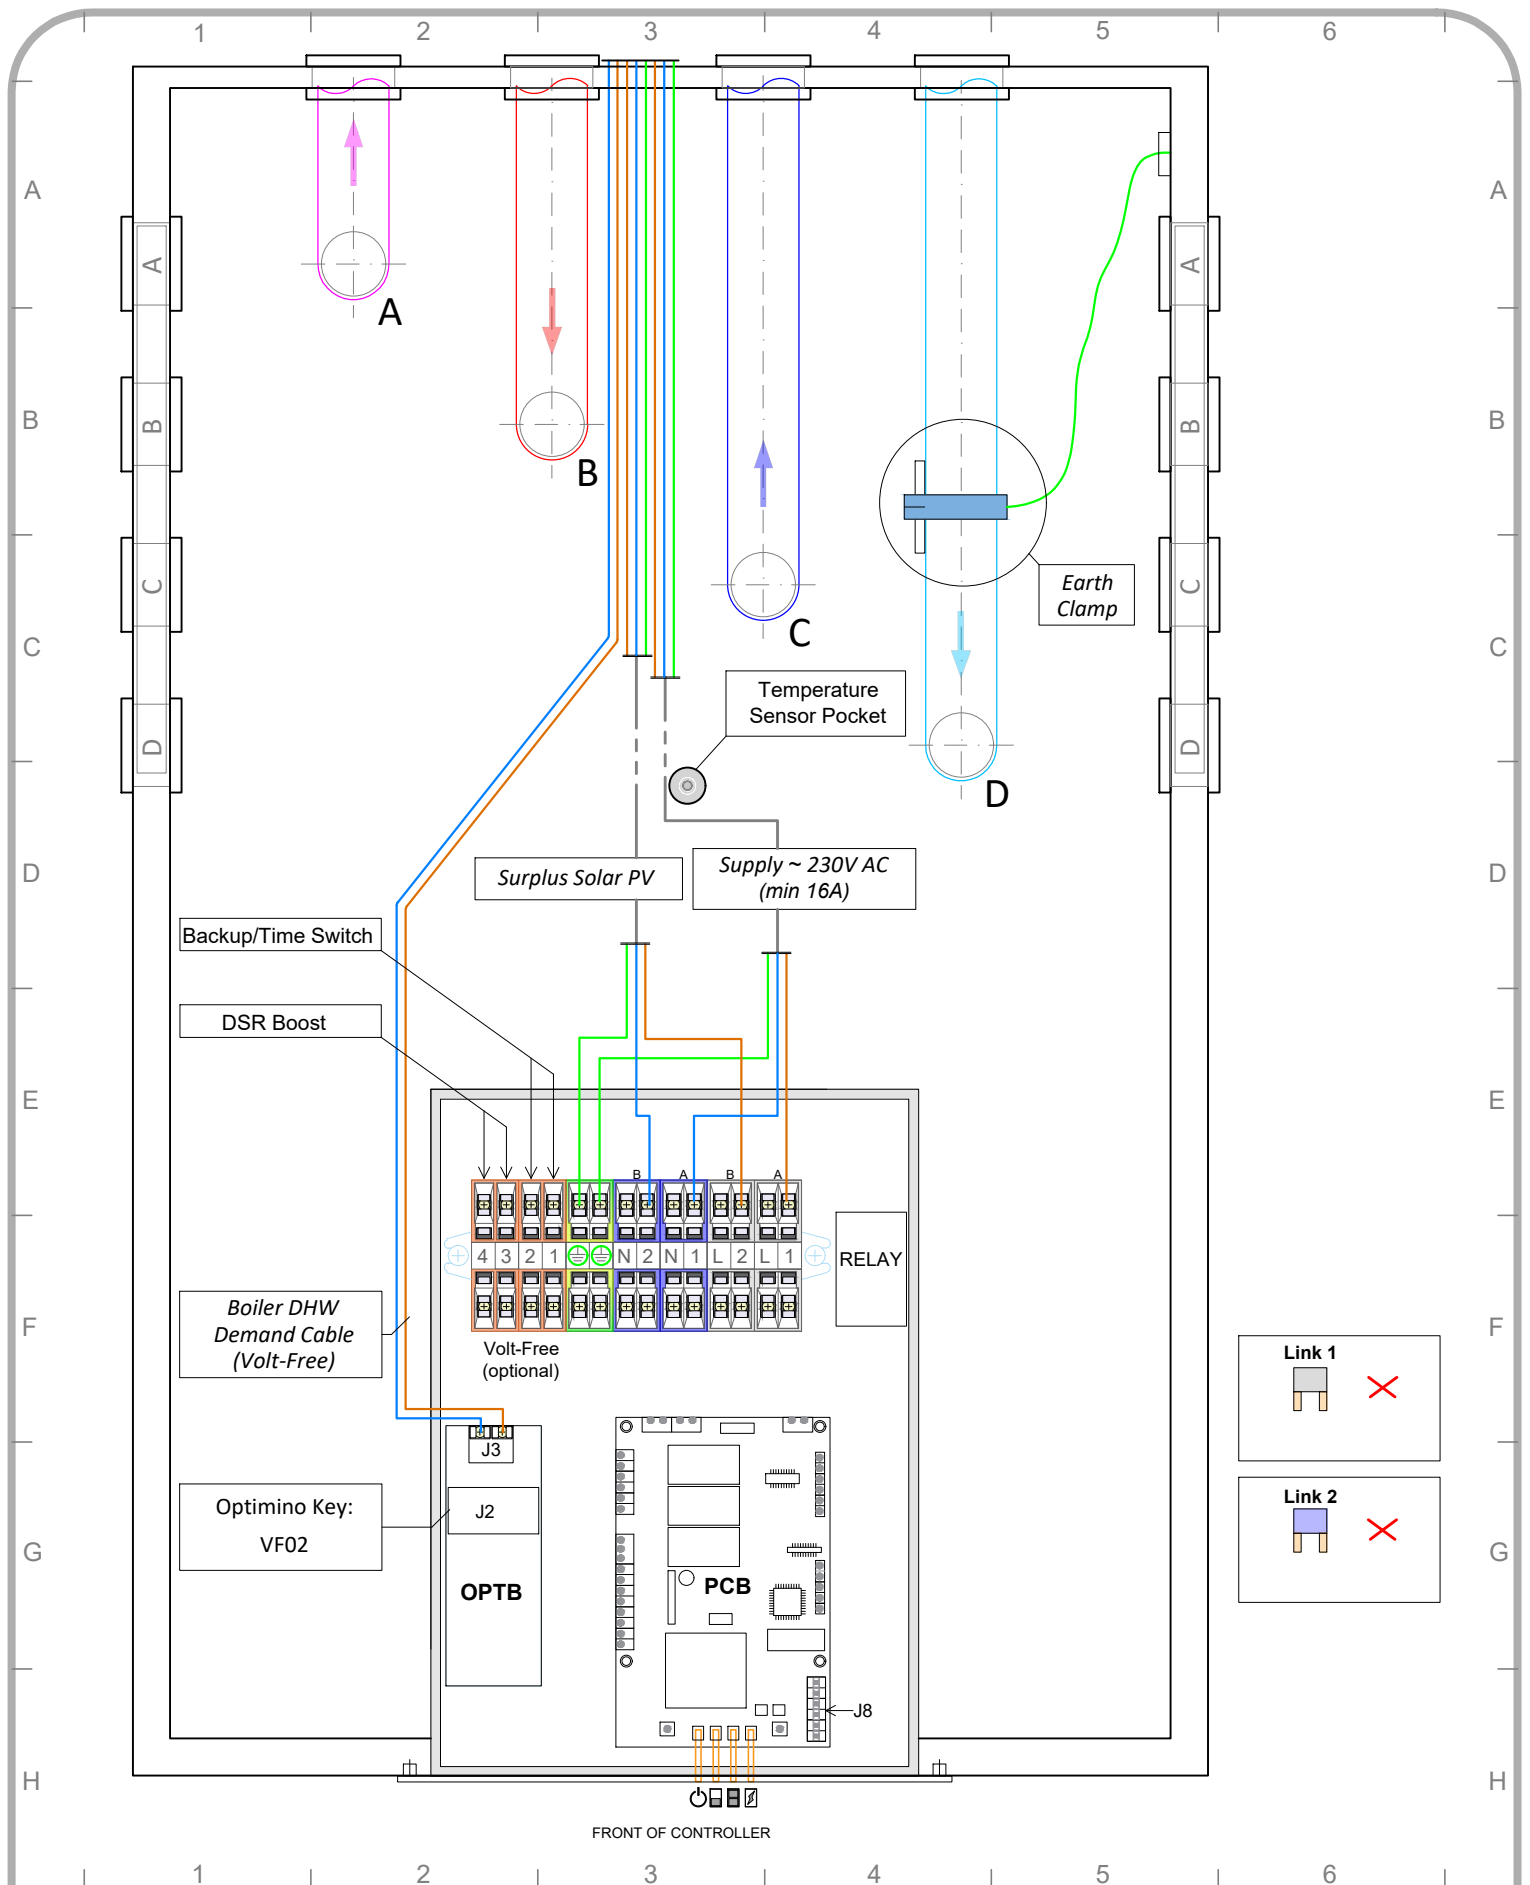 1 2 3 4 5 6
A A
A A
A
B B
B B
B
C C
Earth
Clamp
C
C C
Temperature
Sensor Pocket
D D
D
D D
Surplus Solar PV
Supply ~ 230V AC
(min 16A)
Backup/Time Switch
DSR Boost
E E
B A B A
4 3 2 1 N 2 N 1 L 2 L 1
RELAY
Boiler DHW
Demand Cable
(Volt-Free)
F F
Volt-Free
(optional)
Link 1
J3
Optimino Key:
VF02
J2
Link 2
G G
OPTB
PCB
J8
H H
FRONT OF CONTROLLER
1 2 3 4 5 6